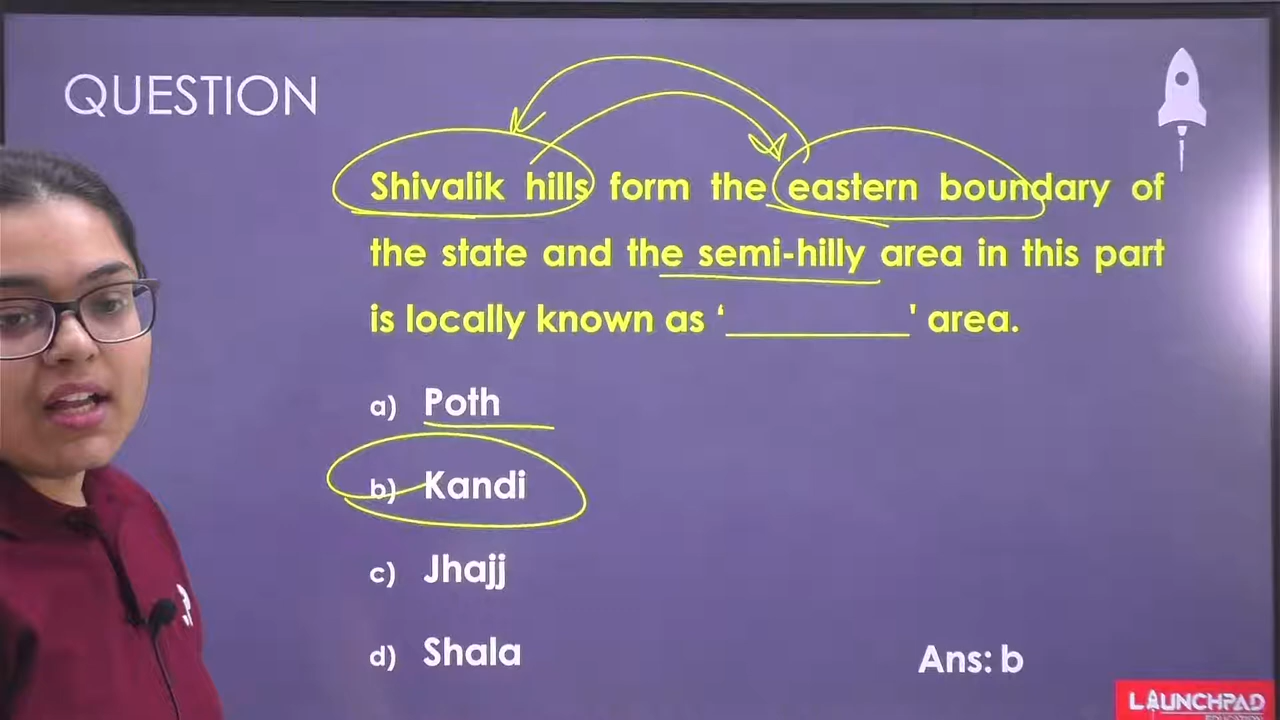 QUESTION
Shivalik hills form the eastern boundary of
the state and the semi-hilly area in this part
is locally known as ‘__________' area.
a) Poth
b) Kandi
c) Jhajj
d) Shala
Ans: b
LAUNCHPAD
EDUCATION